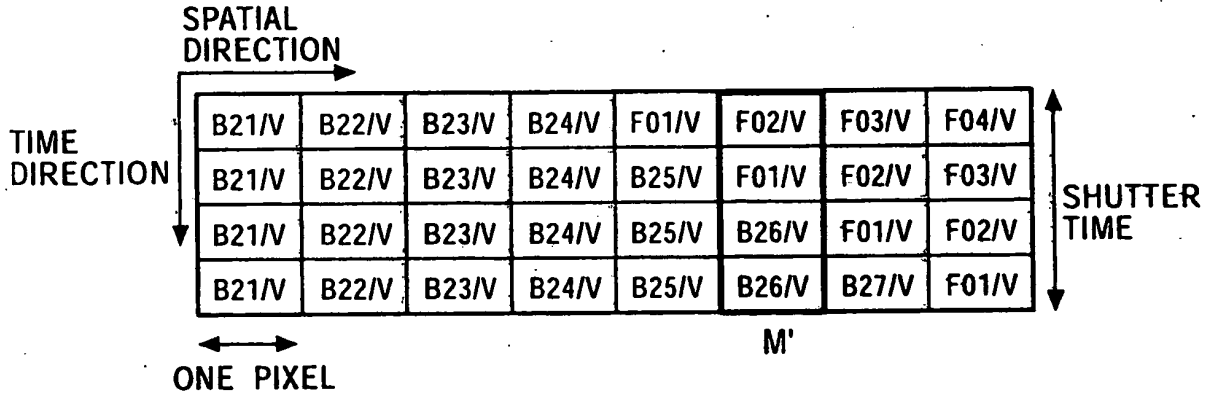 SPATIAL
DIRECTION
TIME
DIRECTION
B21/V B22/V B23/V B24/V F01/V F02/V F03/V F04/V
B21/V B22/V B23/V B24/V B25/V F01/V F02/V F03/V
B21/V B22/V B23/V B24/V B25/V B26/V F01/V F02/V
B21/V B22/V B23/V B24/V B25/V B26/V B27/V F01/V
SHUTTER
TIME
M'
ONE PIXEL